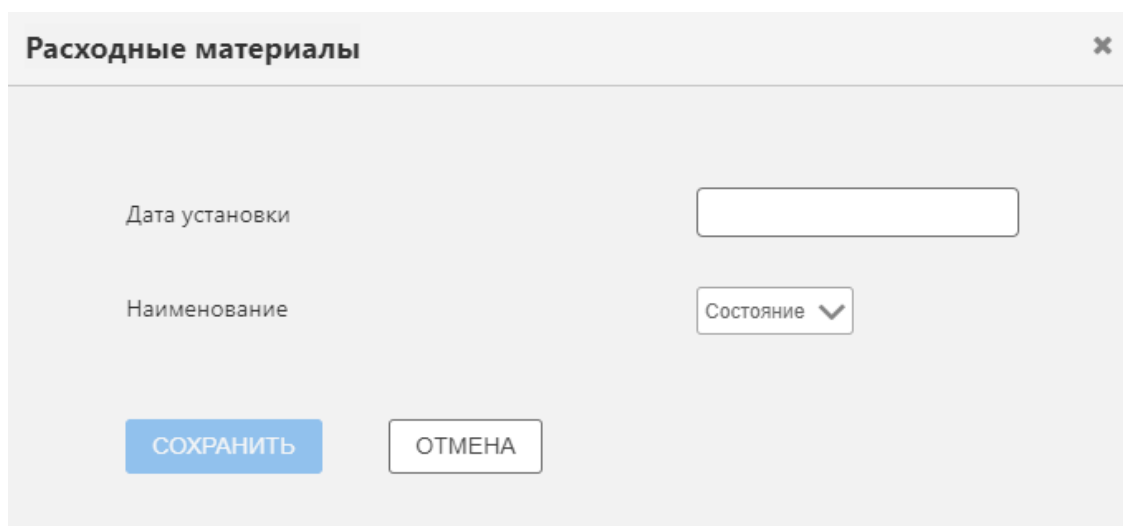 Расходные материалы
Дата установки
Наименование
Состояние
СОХРАНИТЬ
ОТМЕНА